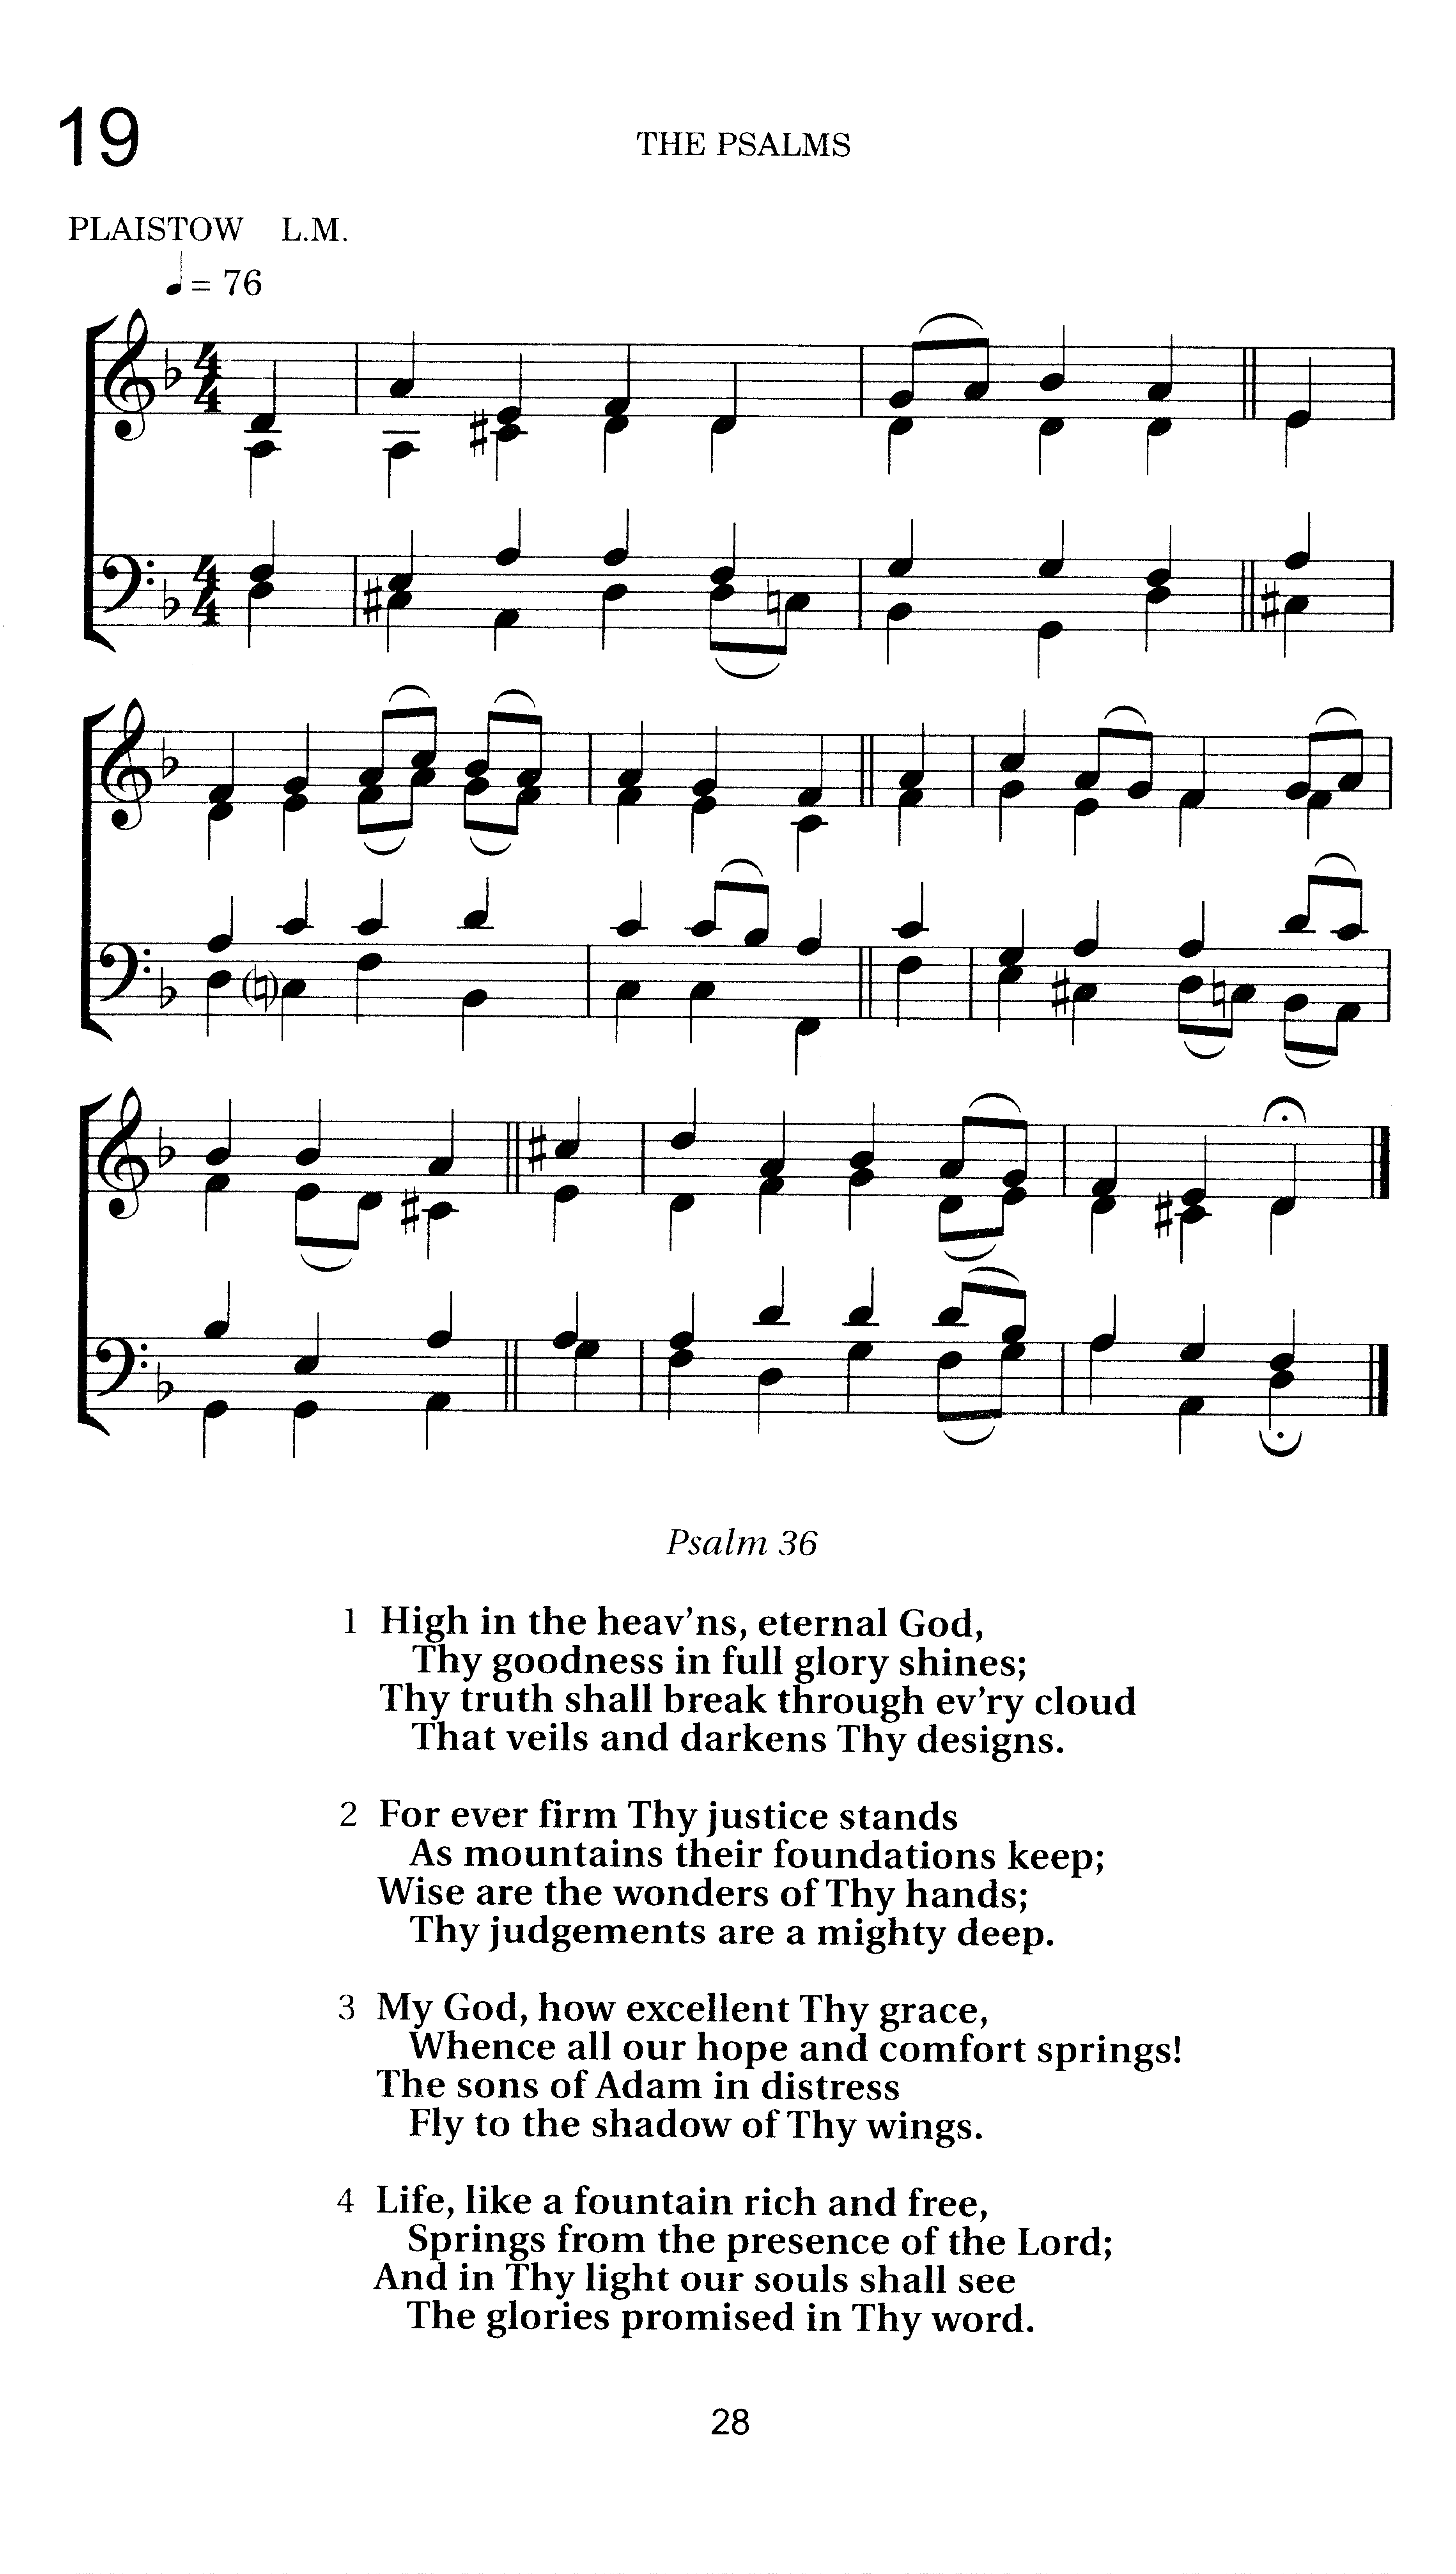 19
THE PSALMS
PLAISTOW L.M.
♩ = 76
Psalm 36
1 High in the heav’ns, eternal God,
Thy goodness in full glory shines;
Thy truth shall break through ev’ry cloud
That veils and darkens Thy designs.
2 For ever firm Thy justice stands
As mountains their foundations keep;
Wise are the wonders of Thy hands;
Thy judgements are a mighty deep.
3 My God, how excellent Thy grace,
Whence all our hope and comfort springs!
The sons of Adam in distress
Fly to the shadow of Thy wings.
4 Life, like a fountain rich and free,
Springs from the presence of the Lord;
And in Thy light our souls shall see
The glories promised in Thy word.
28